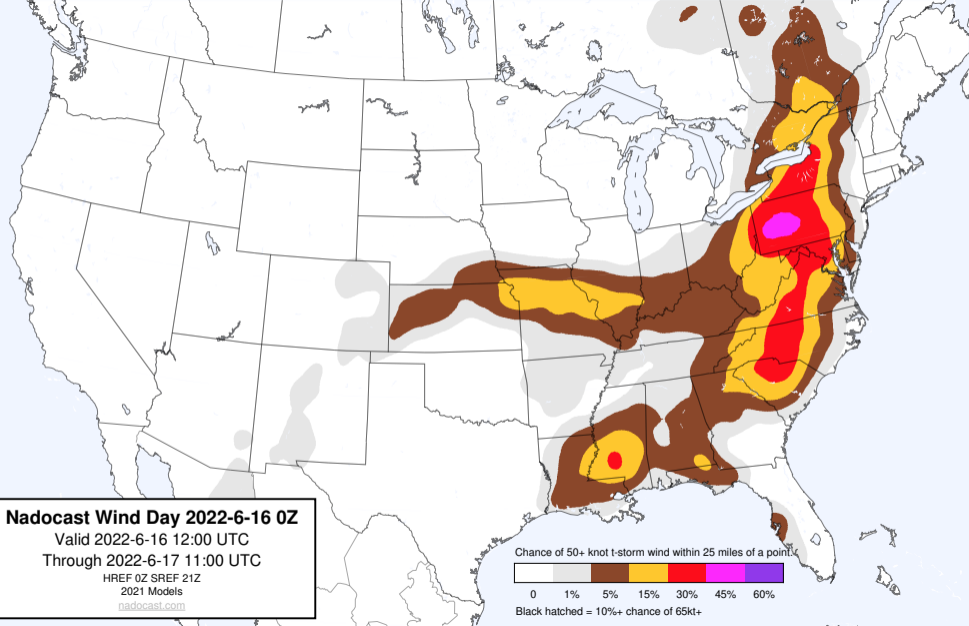 Nadocast Wind Day 2022-6-16 0Z
Valid 2022-6-16 12:00 UTC
Through 2022-6-17 11:00 UTC
HREF 0Z SREF 21Z
2021 Models
nadocast.com
Chance of 50+ knot t-storm wind within 25 miles of a point.
0 1% 5% 15% 30% 45% 60%
Black hatched = 10%+ chance of 65kt+